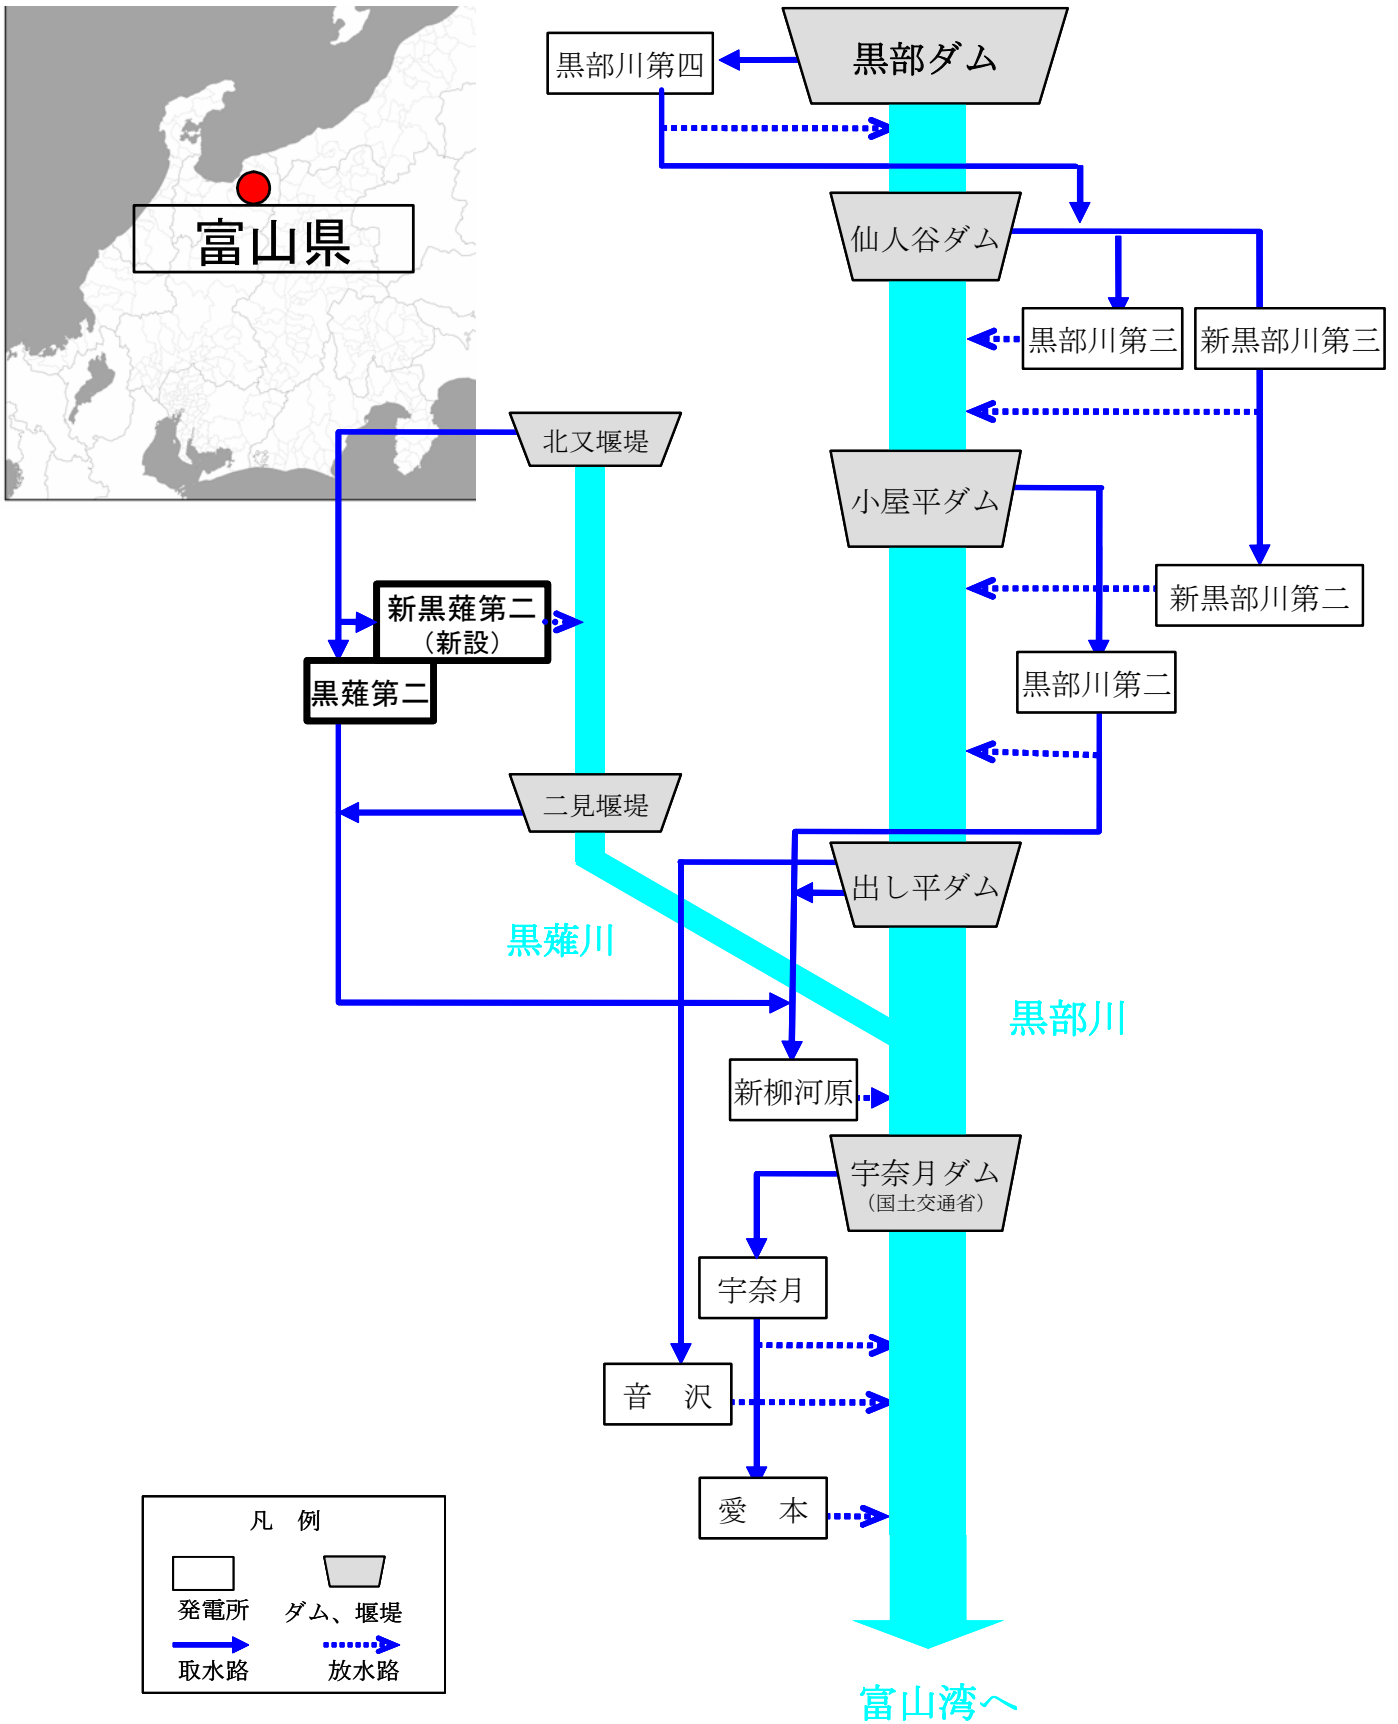 黒部ダム
黒部川第四
富山県
仙人谷ダム
黒部川第三
新黒部川第三
北又堰堤
小屋平ダム
新黒薙第二
（新設）
新黒部川第二
黒薙第二
黒部川第二
二見堰堤
出し平ダム
黒薙川
黒部川
新柳河原
宇奈月ダム
（国土交通省）
宇奈月
音　沢
愛　本
凡　例
発電所
ダム、堰堤
取水路
放水路
富山湾へ